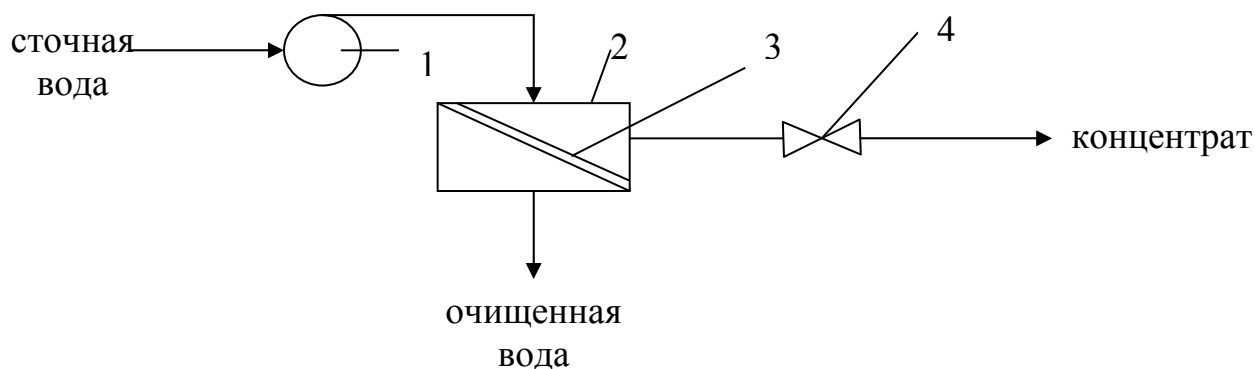 сточная
вода
1
2
3
4
концентрат
очищенная
вода